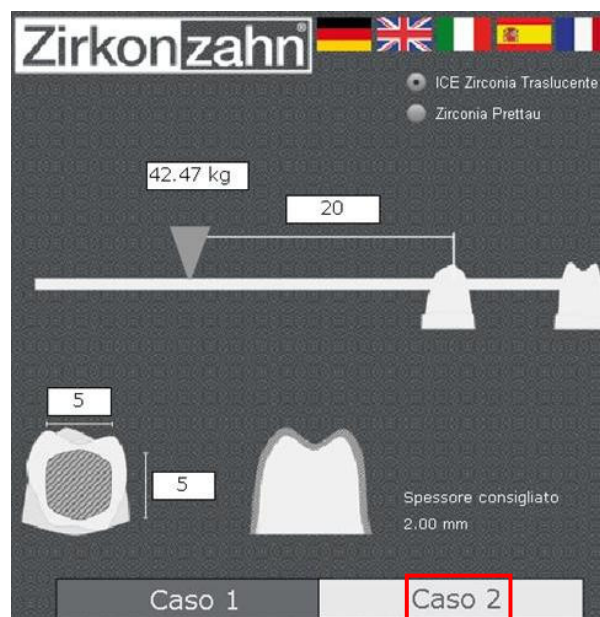 Zirkonzahn®
ICE Zirconia Traslucente
Zirconia Prettau
42.47 kg
20
5
5
Spessore consigliato
2.00 mm
Caso 1
Caso 2